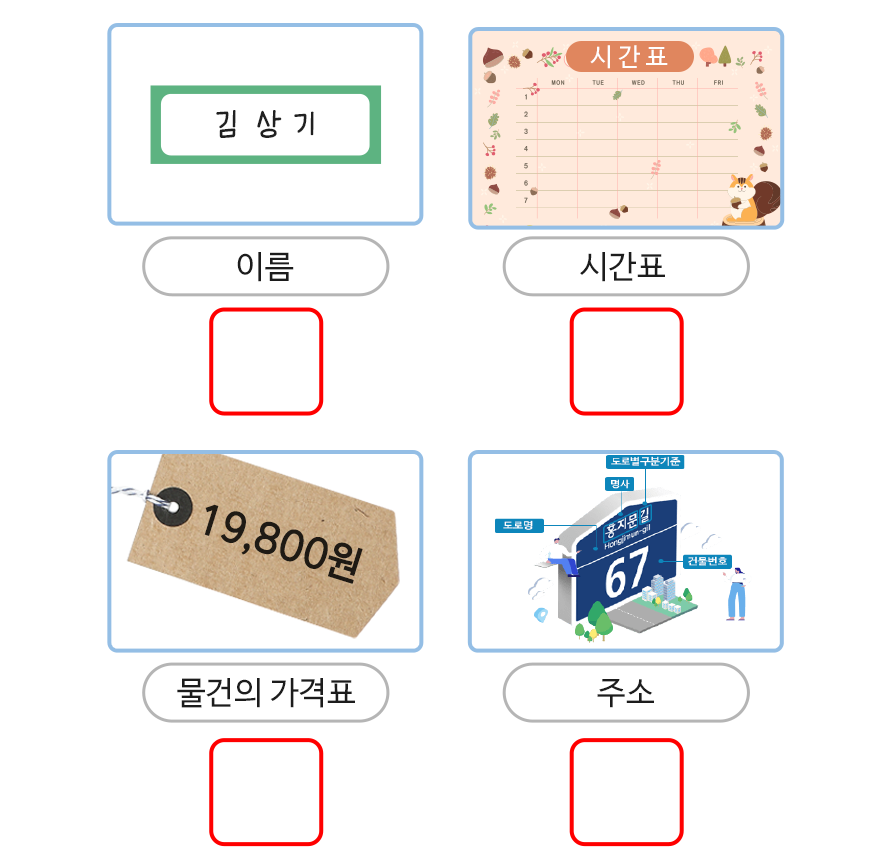 김 상 기
시간표
MON TUE WED THU FRI
1
2
3
4
5
6
7
이름
시간표
19,800원
도로별구분기준
명사
도로명
홍지문길
Hongjimun-gil
건물번호
67
물건의 가격표
주소